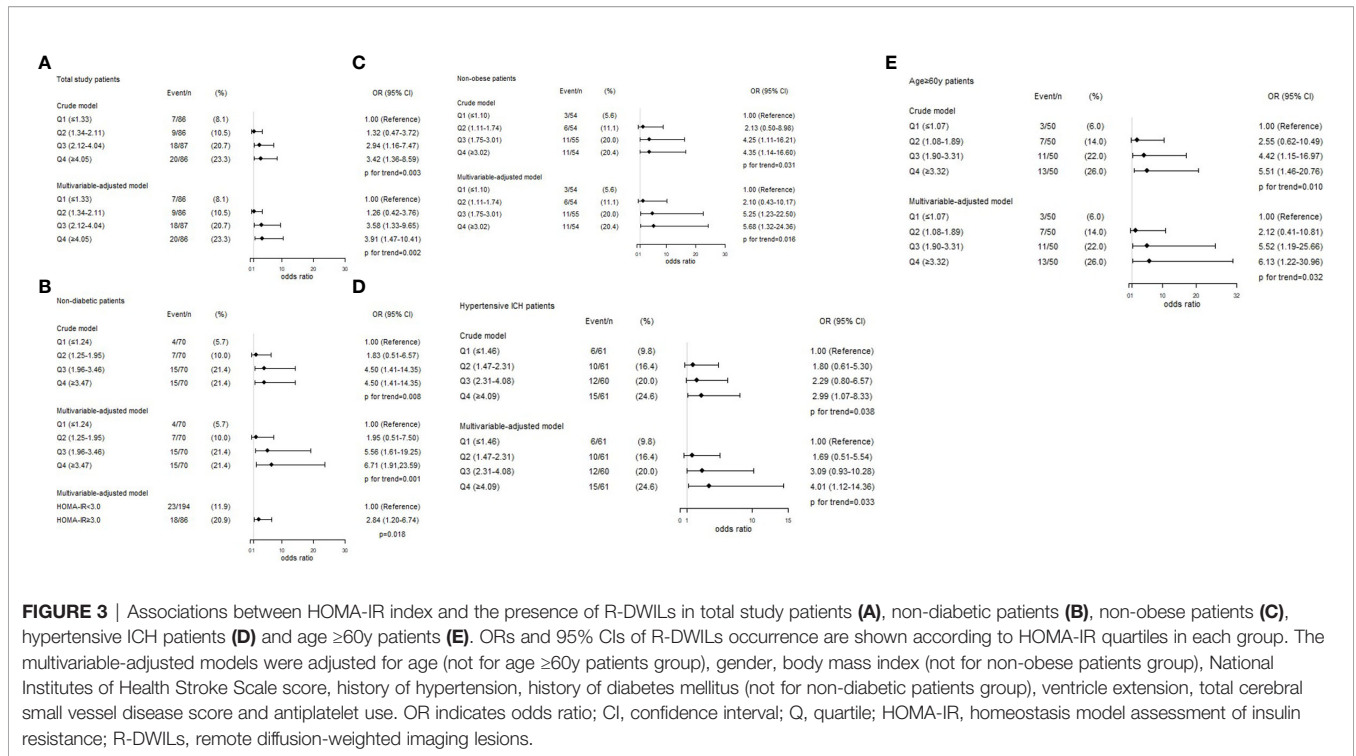 A
Total study patients
Event/n (%) OR (95% CI)
Crude model
Q1 (≤1.33) 7/86 (8.1) 1.00 (Reference)
Q2 (1.34-2.11) 9/86 (10.5) 1.32 (0.47-3.72)
Q3 (2.12-4.04) 18/87 (20.7) 2.94 (1.16-7.47)
Q4 (≥4.05) 20/86 (23.3) 3.42 (1.36-8.59)
p for trend=0.003
Multivariable-adjusted model
Q1 (≤1.33) 7/86 (8.1) 1.00 (Reference)
Q2 (1.34-2.11) 9/86 (10.5) 1.26 (0.42-3.76)
Q3 (2.12-4.04) 18/87 (20.7) 3.58 (1.33-9.65)
Q4 (≥4.05) 20/86 (23.3) 3.91 (1.47-10.41)
p for trend=0.002
0 1 10 20 30
odds ratio
B
Non-diabetic patients
Event/n (%) OR (95% CI)
Crude model
Q1 (≤1.24) 4/70 (5.7) 1.00 (Reference)
Q2 (1.25-1.95) 7/70 (10.0) 1.83 (0.51-6.57)
Q3 (1.96-3.46) 15/70 (21.4) 4.50 (1.41-14.35)
Q4 (≥3.47) 15/70 (21.4) 4.50 (1.41-14.35)
p for trend=0.008
Multivariable-adjusted model
Q1 (≤1.24) 4/70 (5.7) 1.00 (Reference)
Q2 (1.25-1.95) 7/70 (10.0) 1.95 (0.51-7.50)
Q3 (1.96-3.46) 15/70 (21.4) 5.56 (1.61-19.25)
Q4 (≥3.47) 15/70 (21.4) 6.71 (1.91,23.59)
p for trend=0.001
Multivariable-adjusted model
HOMA-IR<3.0 23/194 (11.9) 1.00 (Reference)
HOMA-IR≥3.0 18/86 (20.9) 2.84 (1.20-6.74)
p=0.018
0 1 10 20 30
odds ratio
C
Non-obese patients
Event/n (%) OR (95% CI)
Crude model
Q1 (≤1.10) 3/54 (5.6) 1.00 (Reference)
Q2 (1.11-1.74) 6/54 (11.1) 2.13 (0.50-8.98)
Q3 (1.75-3.01) 11/55 (20.0) 4.25 (1.11-16.21)
Q4 (≥3.02) 11/54 (20.4) 4.35 (1.14-16.60)
p for trend=0.031
Multivariable-adjusted model
Q1 (≤1.10) 3/54 (5.6) 1.00 (Reference)
Q2 (1.11-1.74) 6/54 (11.1) 2.10 (0.43-10.17)
Q3 (1.75-3.01) 11/55 (20.0) 5.25 (1.23-22.50)
Q4 (≥3.02) 11/54 (20.4) 5.68 (1.32-24.36)
p for trend=0.016
0 1 10 20 30
odds ratio
D
Hypertensive ICH patients
Event/n (%) OR (95% CI)
Crude model
Q1 (≤1.46) 6/61 (9.8) 1.00 (Reference)
Q2 (1.47-2.31) 10/61 (16.4) 1.80 (0.61-5.30)
Q3 (2.31-4.08) 12/60 (20.0) 2.29 (0.80-6.57)
Q4 (≥4.09) 15/61 (24.6) 2.99 (1.07-8.33)
p for trend=0.038
Multivariable-adjusted model
Q1 (≤1.46) 6/61 (9.8) 1.00 (Reference)
Q2 (1.47-2.31) 10/61 (16.4) 1.69 (0.51-5.54)
Q3 (2.31-4.08) 12/60 (20.0) 3.09 (0.93-10.28)
Q4 (≥4.09) 15/61 (24.6) 4.01 (1.12-14.36)
p for trend=0.033
0 1 10 15
odds ratio
E
Age≥60y patients
Event/n (%) OR (95% CI)
Crude model
Q1 (≤1.07) 3/50 (6.0) 1.00 (Reference)
Q2 (1.08-1.89) 7/50 (14.0) 2.55 (0.62-10.49)
Q3 (1.90-3.31) 11/50 (22.0) 4.42 (1.15-16.97)
Q4 (≥3.32) 13/50 (26.0) 5.51 (1.46-20.76)
p for trend=0.010
Multivariable-adjusted model
Q1 (≤1.07) 3/50 (6.0) 1.00 (Reference)
Q2 (1.08-1.89) 7/50 (14.0) 2.12 (0.41-10.81)
Q3 (1.90-3.31) 11/50 (22.0) 5.52 (1.19-25.66)
Q4 (≥3.32) 13/50 (26.0) 6.13 (1.22-30.96)
p for trend=0.032
0 1 10 20 32
odds ratio
FIGURE 3 | Associations between HOMA-IR index and the presence of R-DWILs in total study patients (A), non-diabetic patients (B), non-obese patients (C),
hypertensive ICH patients (D) and age ≥60y patients (E). ORs and 95% CIs of R-DWILs occurrence are shown according to HOMA-IR quartiles in each group. The
multivariable-adjusted models were adjusted for age (not for age ≥60y patients group), gender, body mass index (not for non-obese patients group), National
Institutes of Health Stroke Scale score, history of hypertension, history of diabetes mellitus (not for non-diabetic patients group), ventricle extension, total cerebral
small vessel disease score and antiplatelet use. OR indicates odds ratio; CI, confidence interval; Q, quartile; HOMA-IR, homeostasis model assessment of insulin
resistance; R-DWILs, remote diffusion-weighted imaging lesions.